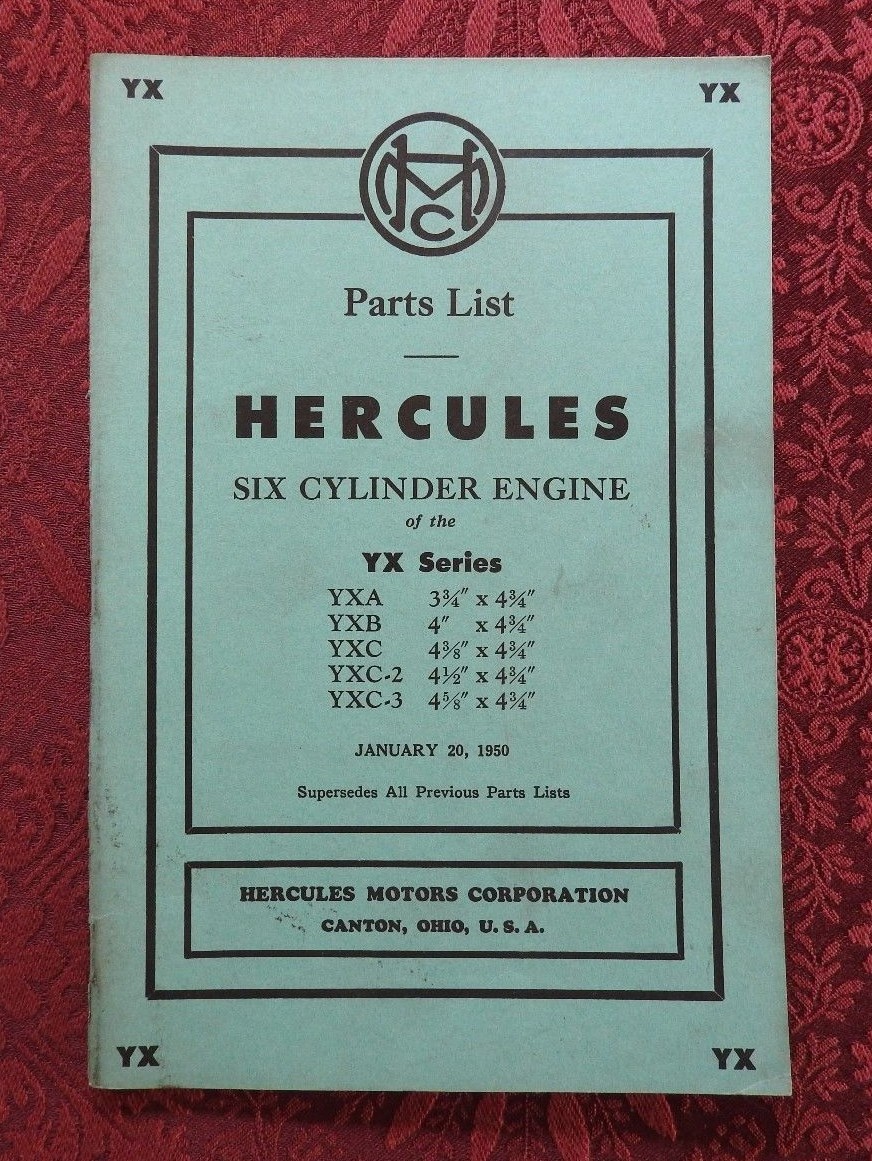 YX YX
HMC
Parts List
HERCULES
SIX CYLINDER ENGINE
of the
YX Series
YXA 3¾" x 4¾"
YXB 4" x 4¾"
YXC 4⅜" x 4¾"
YXC-2 4½" x 4¾"
YXC-3 4⅝" x 4¾"
JANUARY 20, 1950
Supersedes All Previous Parts Lists
HERCULES MOTORS CORPORATION
CANTON, OHIO, U. S. A.
YX YX